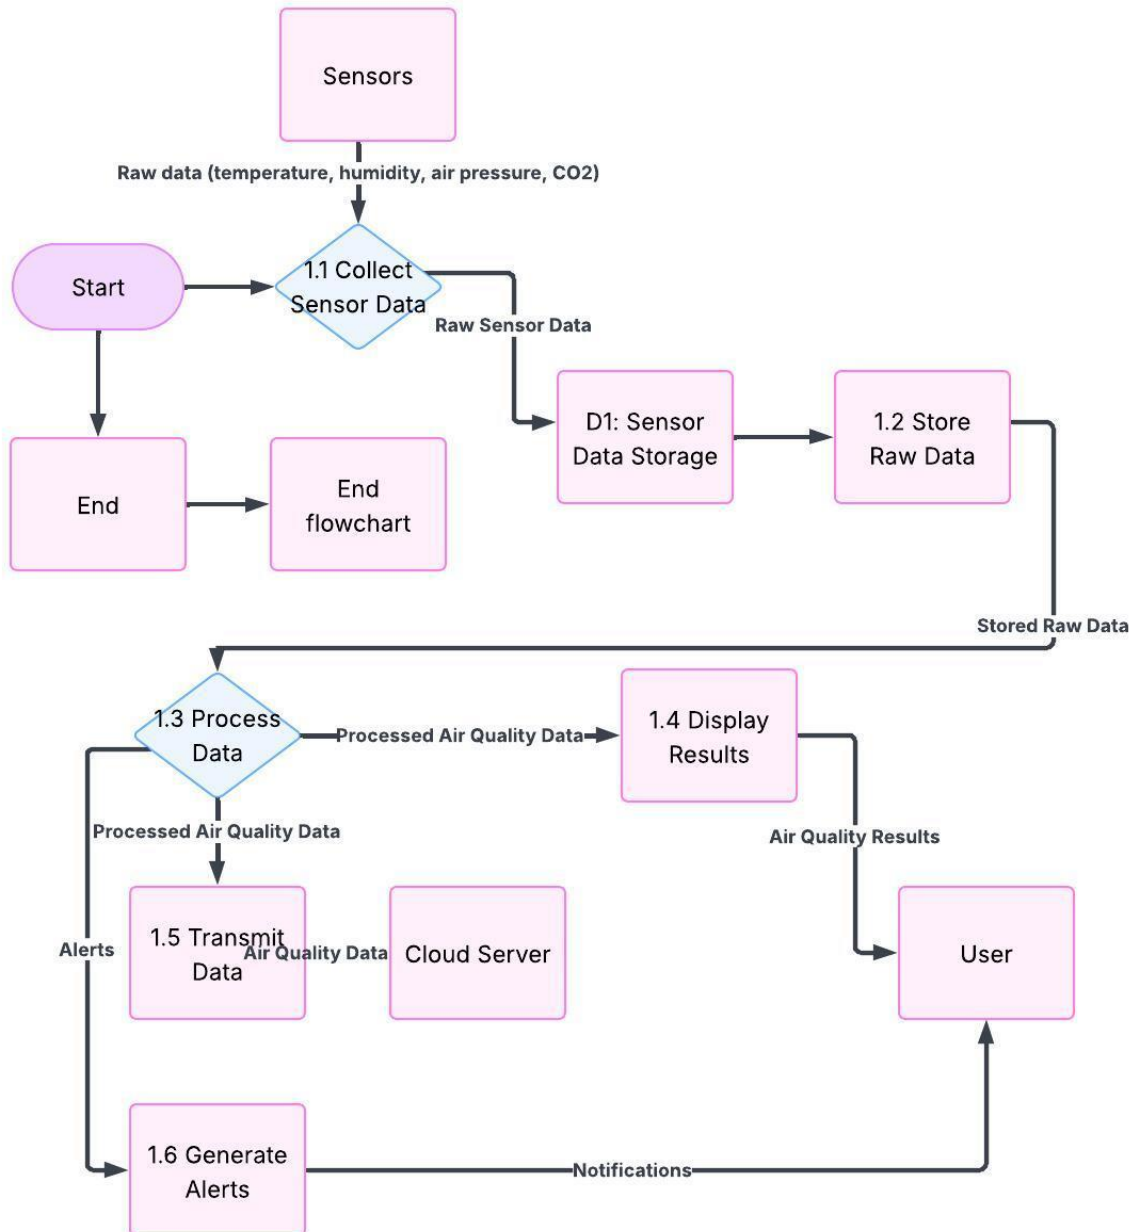 Sensors
Raw data (temperature, humidity, air pressure, CO2)
Start
1.1 Collect
Sensor Data
Raw Sensor Data
D1: Sensor
Data Storage
1.2 Store
Raw Data
End
End
flowchart
Stored Raw Data
1.3 Process
Data
Processed Air Quality Data
1.4 Display
Results
Processed Air Quality Data
Air Quality Results
Alerts
1.5 Transmit
Data
Air Quality Data
Cloud Server
User
1.6 Generate
Alerts
Notifications